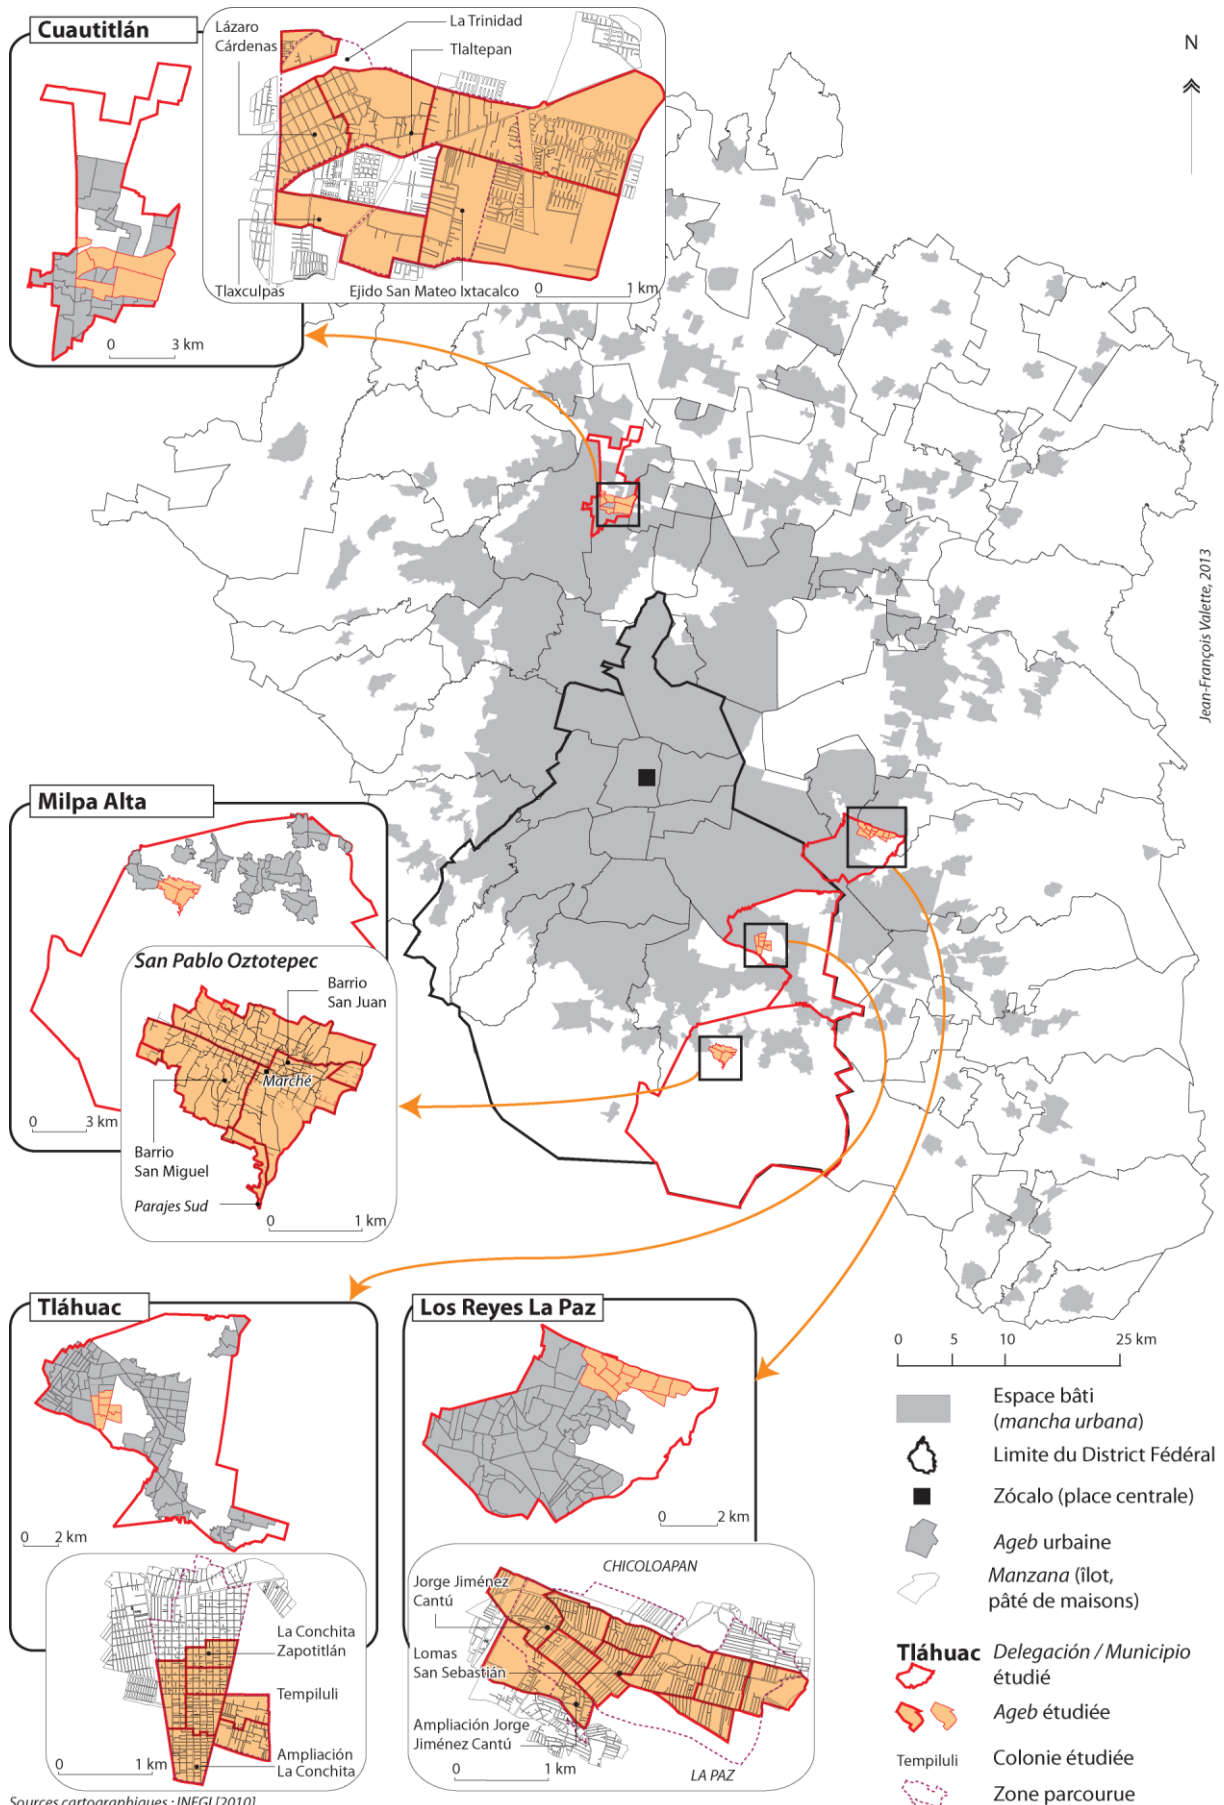 Cuautitlán
Lázaro
Cárdenas
La Trinidad
Tlaltepan
Tlaxculpas
Ejido San Mateo Ixtacalco
0 1 km
0 3 km
N
Jean-François Valette, 2013
Milpa Alta
San Pablo Oztotepec
Barrio
San Juan
Marché
Barrio
San Miguel
Parajes Sud
0 3 km
0 1 km
Tláhuac
0 2 km
La Conchita
Zapotitlán
Tempiluli
Ampliación
La Conchita
0 1 km
Los Reyes La Paz
0 2 km
CHICOLOAPAN
Jorge Jiménez
Cantú
Lomas
San Sebastián
Ampliación Jorge
Jiménez Cantú
LA PAZ
0 1 km
0 5 10 25 km
Espace bâti
(mancha urbana)
Limite du District Fédéral
Zócalo (place centrale)
Ageb urbaine
Manzana (îlot,
pâté de maisons)
Tláhuac Delegación / Municipio
étudié
Ageb étudiée
Tempiluli Colonie étudiée
Zone parcourue
Sources cartographiques : INEGI [2010]